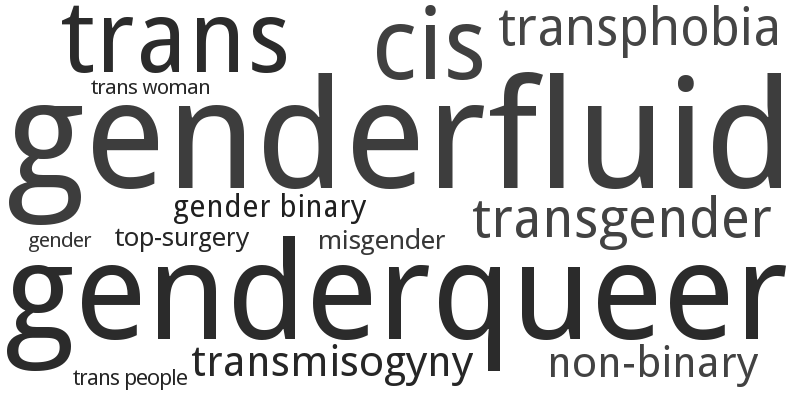 trans
cis
transphobia
trans woman
genderfluid
gender binary
transgender
gender
top-surgery
misgender
genderqueer
transmisogyny
non-binary
trans people